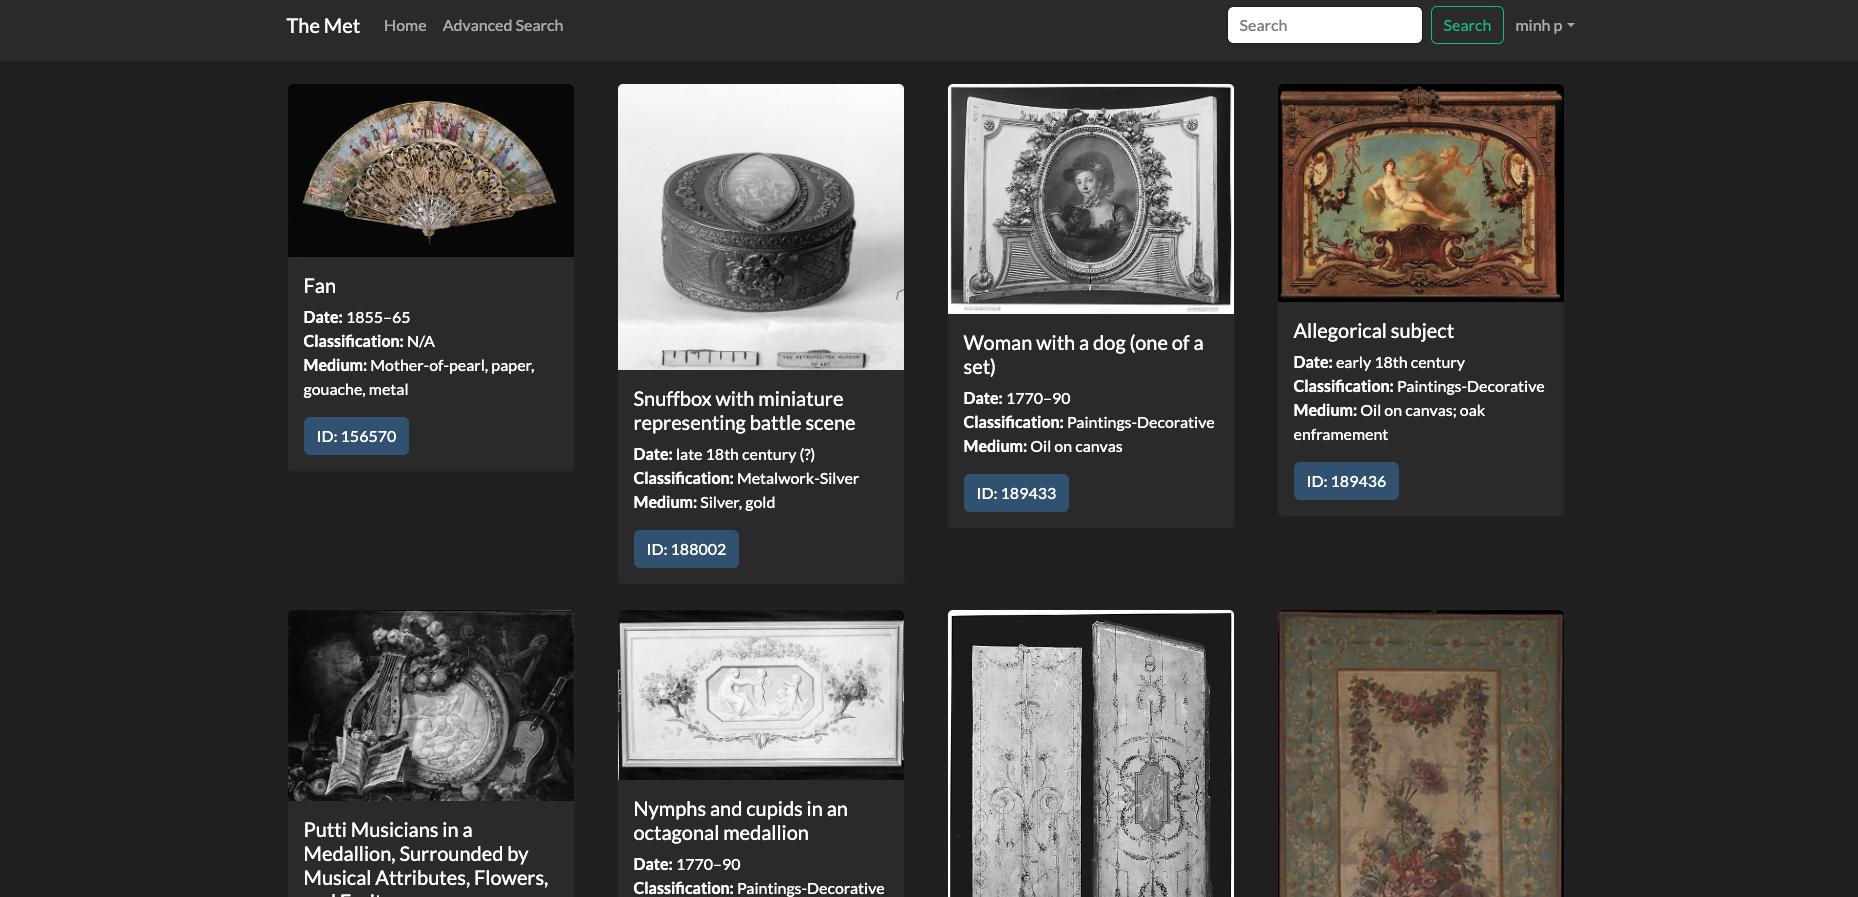 The Met Home Advanced Search Search Search minh p
Fan
Date: 1855–65
Classification: N/A
Medium: Mother-of-pearl, paper,
gouache, metal
ID: 156570
THE METROPOLITAN MUSEUM
OF ART
Snuffbox with miniature
representing battle scene
Date: late 18th century (?)
Classification: Metalwork-Silver
Medium: Silver, gold
ID: 188002
Woman with a dog (one of a
set)
Date: 1770–90
Classification: Paintings-Decorative
Medium: Oil on canvas
ID: 189433
Allegorical subject
Date: early 18th century
Classification: Paintings-Decorative
Medium: Oil on canvas; oak
enframement
ID: 189436
Putti Musicians in a
Medallion, Surrounded by
Musical Attributes, Flowers,
Nymphs and cupids in an
octagonal medallion
Date: 1770–90
Classification: Paintings-Decorative